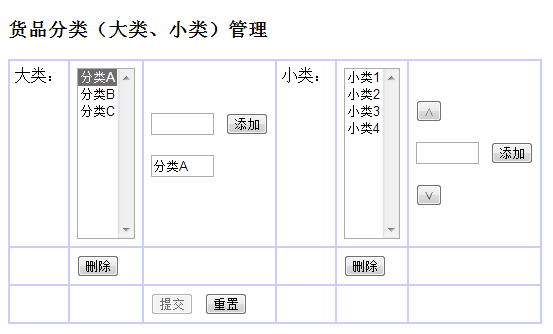 货品分类（大类、小类）管理
大类：
分类A
分类B
分类C
添加
分类A
小类：
小类1
小类2
小类3
小类4
∧
添加
∨
删除
删除
提交 重置